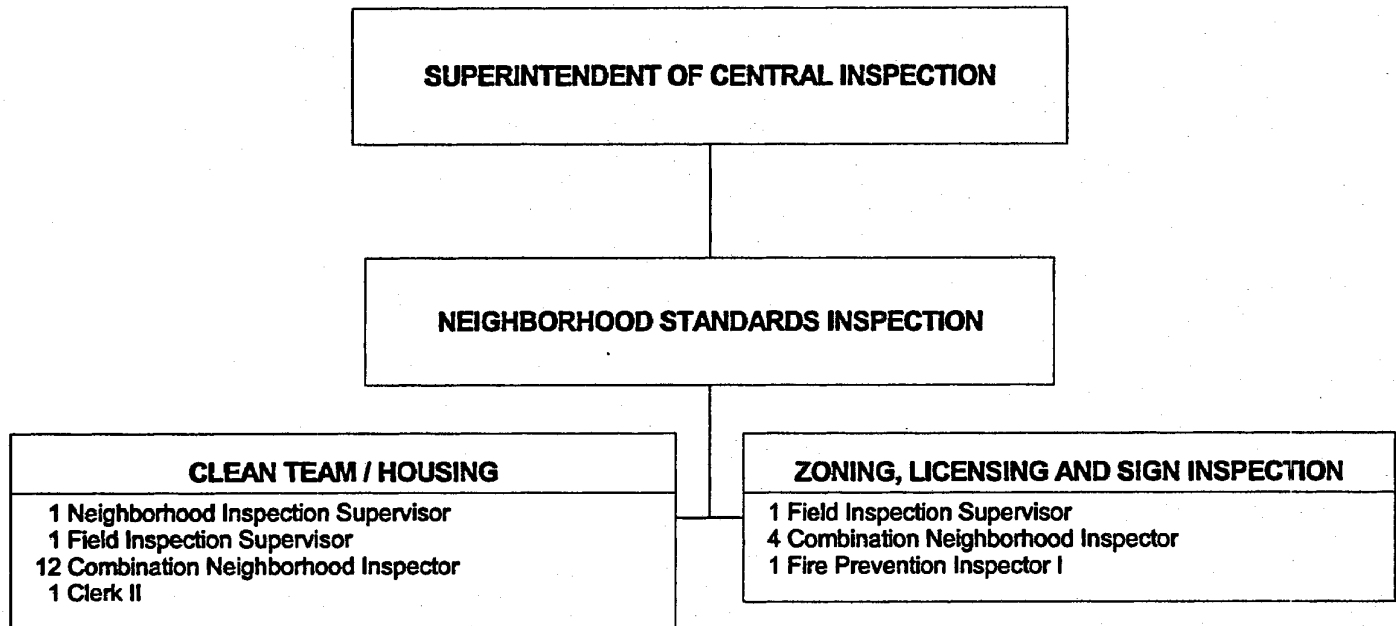 SUPERINTENDENT OF CENTRAL INSPECTION
NEIGHBORHOOD STANDARDS INSPECTION
CLEAN TEAM / HOUSING
1 Neighborhood Inspection Supervisor
1 Field Inspection Supervisor
12 Combination Neighborhood Inspector
1 Clerk II
ZONING, LICENSING AND SIGN INSPECTION
1 Field Inspection Supervisor
4 Combination Neighborhood Inspector
1 Fire Prevention Inspector I